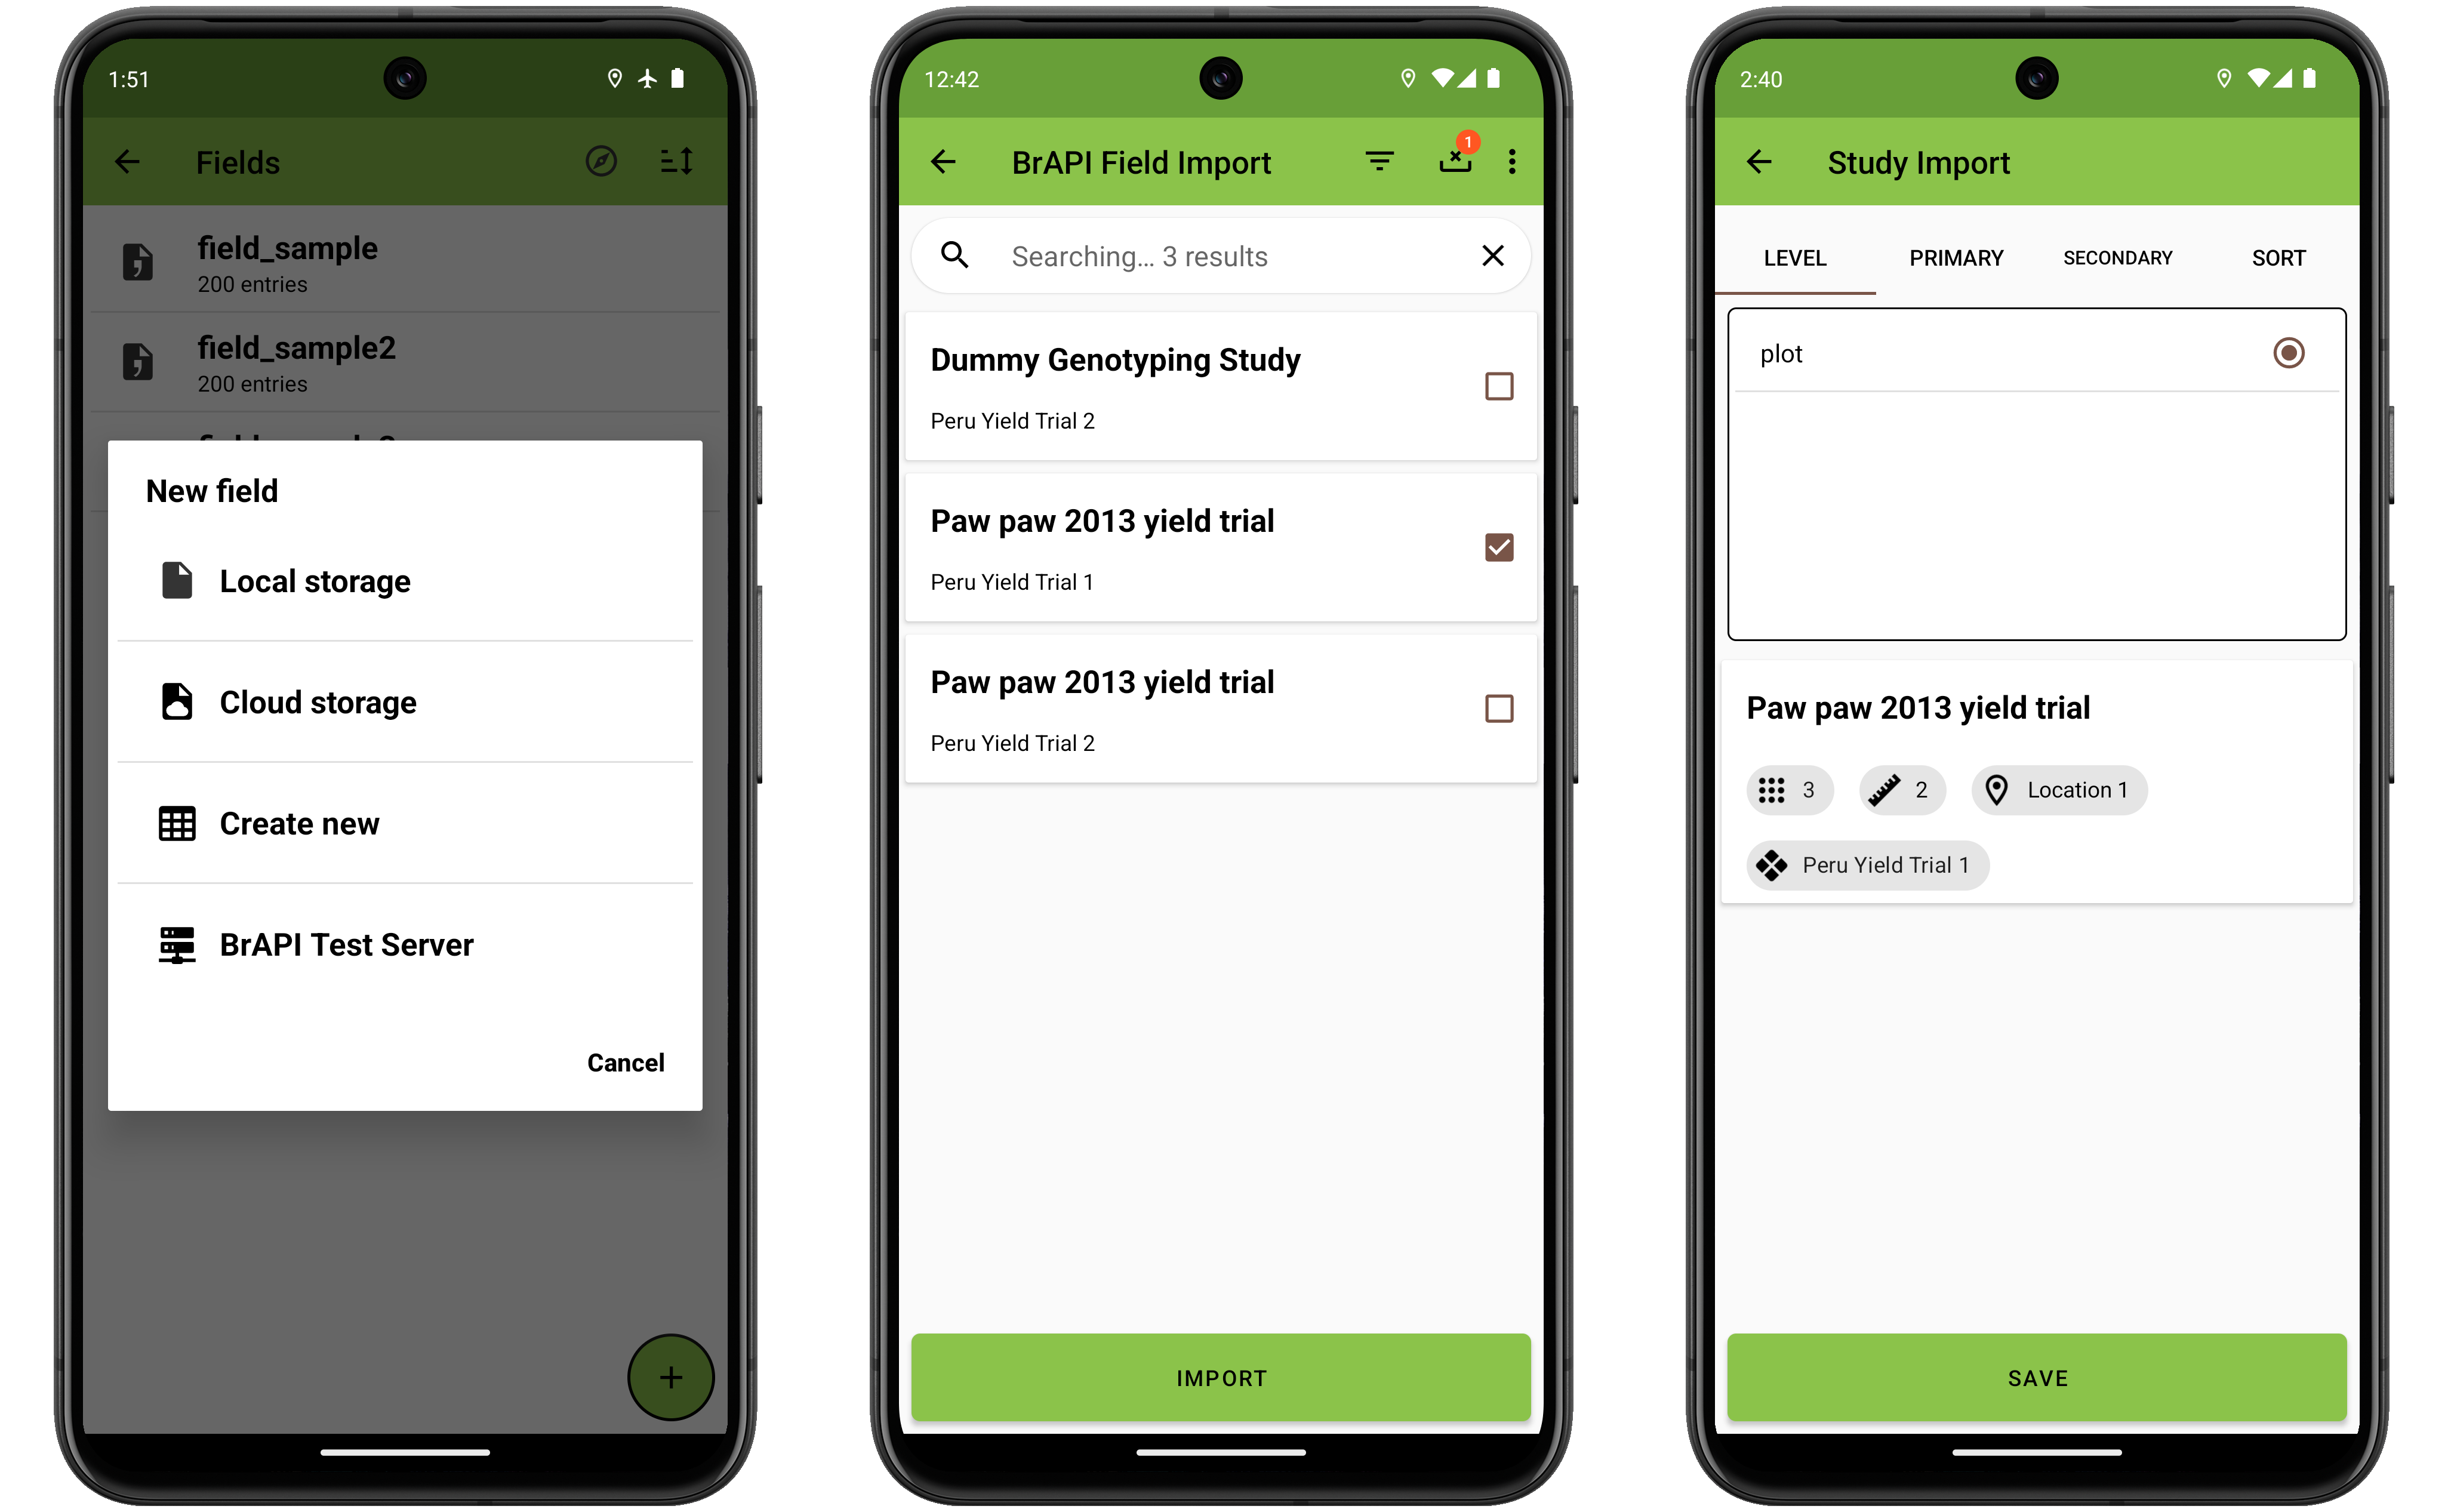 1:51
Fields
field_sample
200 entries
field_sample2
200 entries
New field
Local storage
Cloud storage
Create new
BrAPI Test Server
Cancel
12:42
BrAPI Field Import
1
Searching... 3 results
Dummy Genotyping Study
Peru Yield Trial 2
Paw paw 2013 yield trial
Peru Yield Trial 1
Paw paw 2013 yield trial
Peru Yield Trial 2
IMPORT
2:40
Study Import
LEVEL PRIMARY SECONDARY SORT
plot
Paw paw 2013 yield trial
3 2 Location 1
Peru Yield Trial 1
SAVE